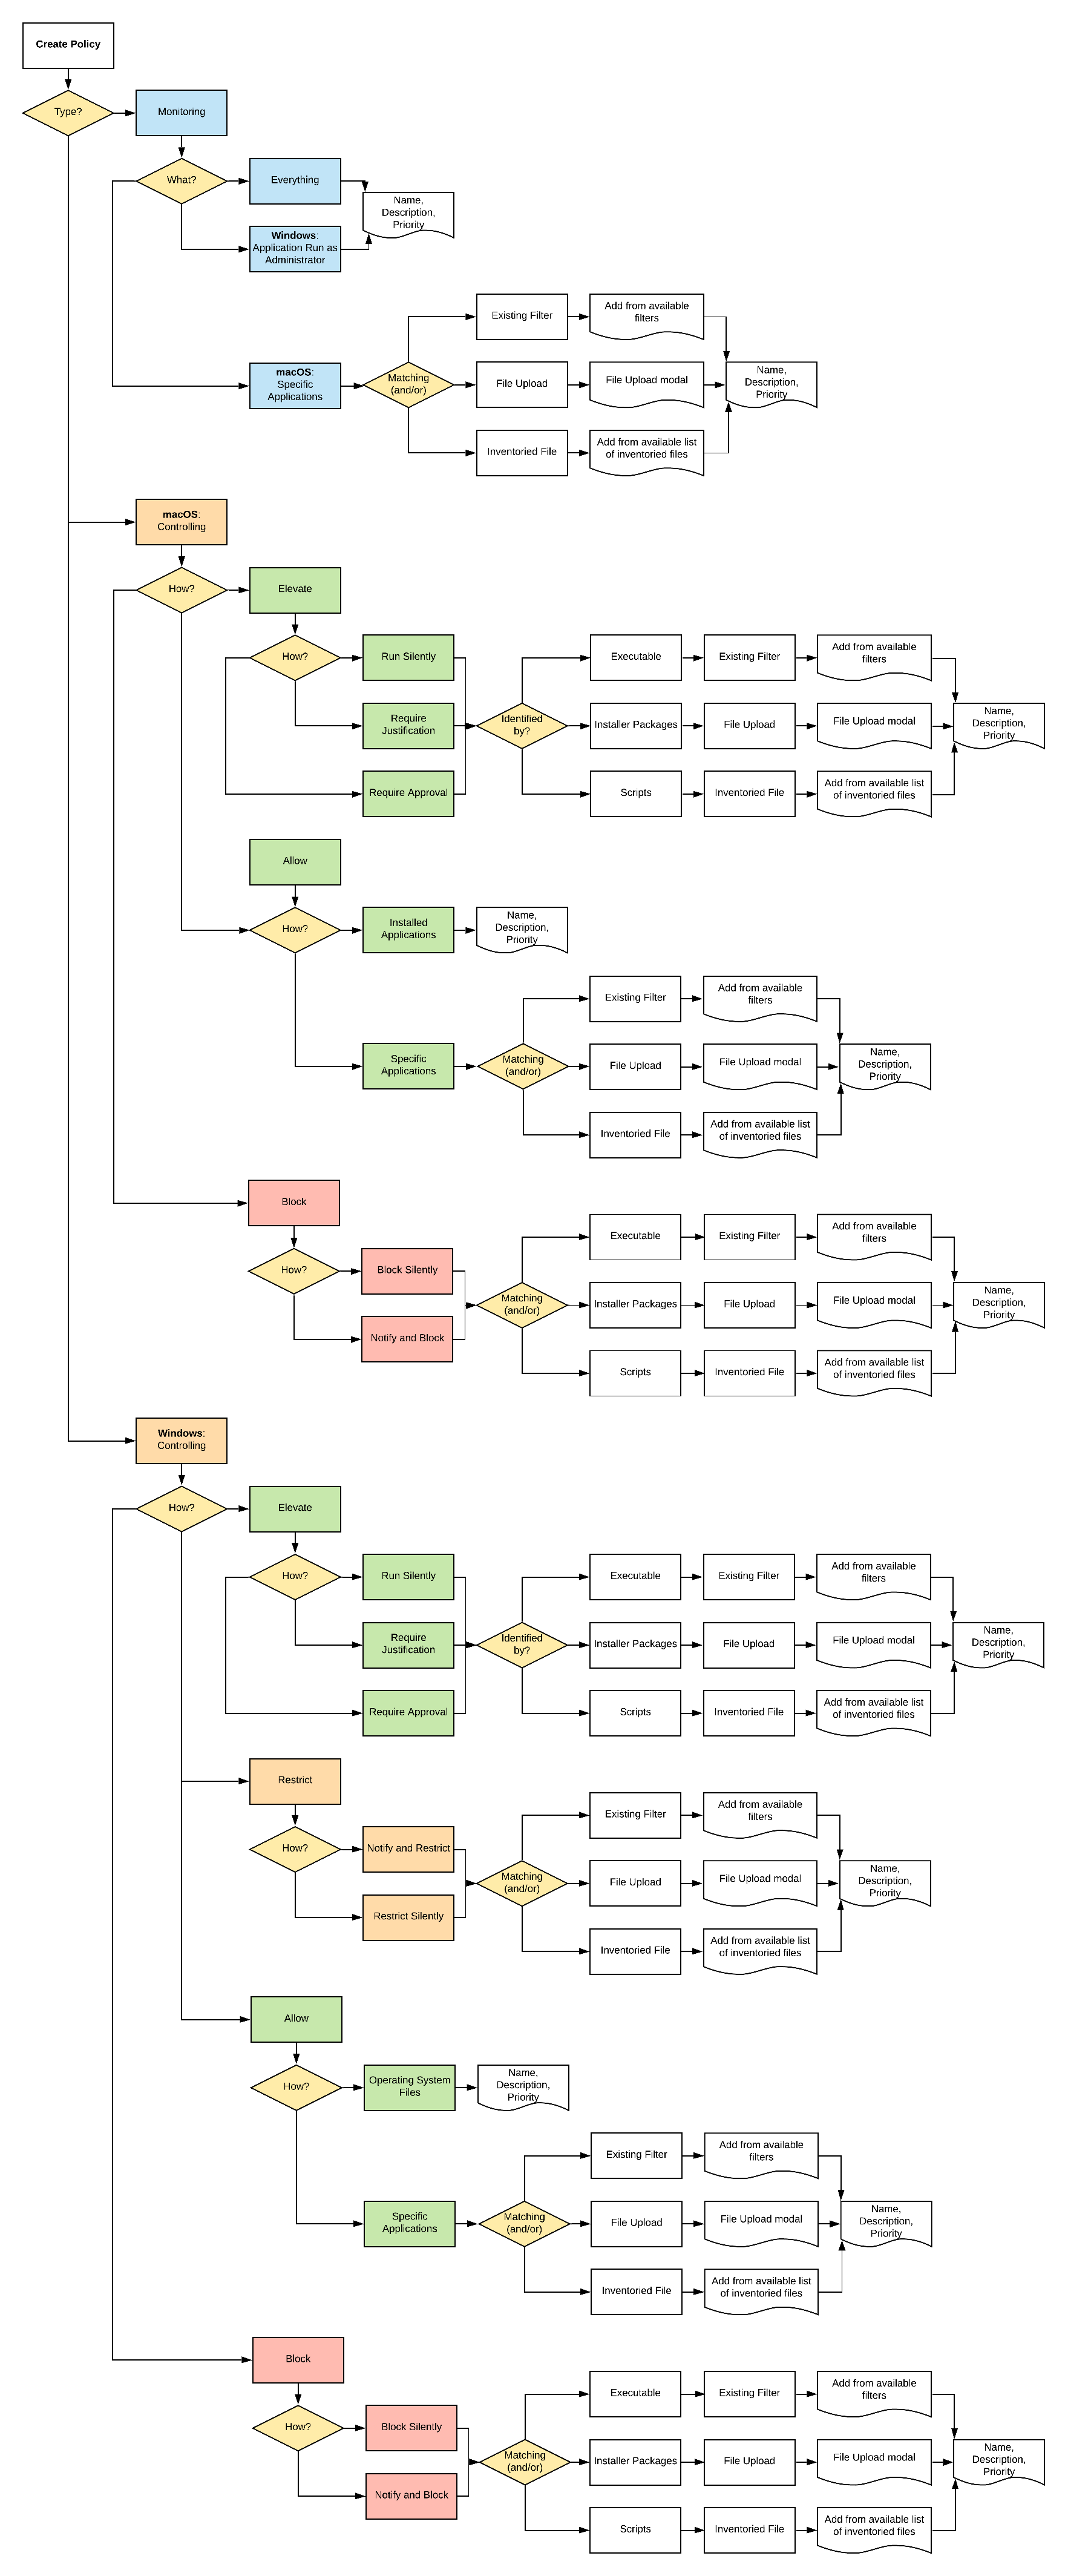 Create Policy
Type?
Monitoring
What?
Everything
Name,
Description,
Priority
Windows:
Application Run as
Administrator
Existing Filter
Add from available
filters
macOS:
Specific
Applications
Matching
(and/or)
File Upload
File Upload modal
Name,
Description,
Priority
Inventoried File
Add from available list
of inventoried files
macOS:
Controlling
How?
Elevate
How?
Run Silently
Executable
Existing Filter
Add from available
filters
Require
Justification
Identified
by?
Installer Packages
File Upload
File Upload modal
Name,
Description,
Priority
Require Approval
Scripts
Inventoried File
Add from available list
of inventoried files
Allow
How?
Installed
Applications
Name,
Description,
Priority
Existing Filter
Add from available
filters
Specific
Applications
Matching
(and/or)
File Upload
File Upload modal
Name,
Description,
Priority
Inventoried File
Add from available list
of inventoried files
Block
How?
Block Silently
Executable
Existing Filter
Add from available
filters
Matching
(and/or)
Installer Packages
File Upload
File Upload modal
Name,
Description,
Priority
Notify and Block
Scripts
Inventoried File
Add from available list
of inventoried files
Windows:
Controlling
How?
Elevate
How?
Run Silently
Executable
Existing Filter
Add from available
filters
Require
Justification
Identified
by?
Installer Packages
File Upload
File Upload modal
Name,
Description,
Priority
Require Approval
Scripts
Inventoried File
Add from available list
of inventoried files
Restrict
How?
Notify and Restrict
Existing Filter
Add from available
filters
Matching
(and/or)
File Upload
File Upload modal
Name,
Description,
Priority
Restrict Silently
Inventoried File
Add from available list
of inventoried files
Allow
How?
Operating System
Files
Name,
Description,
Priority
Existing Filter
Add from available
filters
Specific
Applications
Matching
(and/or)
File Upload
File Upload modal
Name,
Description,
Priority
Inventoried File
Add from available list
of inventoried files
Block
How?
Block Silently
Executable
Existing Filter
Add from available
filters
Matching
(and/or)
Installer Packages
File Upload
File Upload modal
Name,
Description,
Priority
Notify and Block
Scripts
Inventoried File
Add from available list
of inventoried files